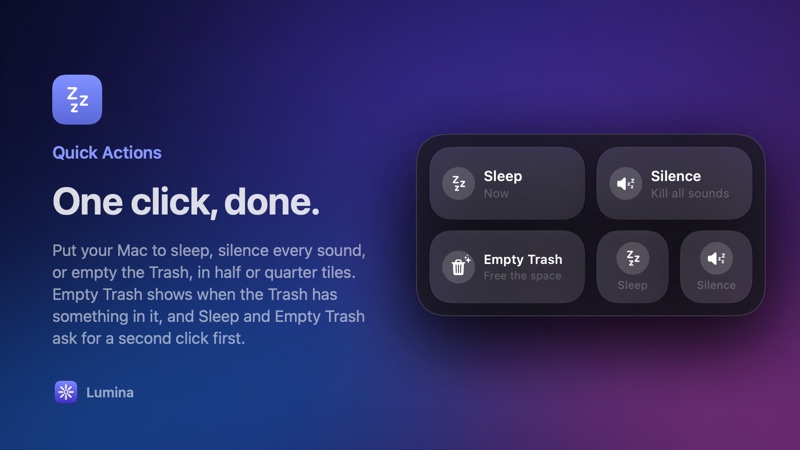 Quick Actions
One click, done.
Put your Mac to sleep, silence every sound,
or empty the Trash, in half or quarter tiles.
Empty Trash shows when the Trash has
something in it, and Sleep and Empty Trash
ask for a second click first.
Lumina
Sleep
Now
Silence
Kill all sounds
Empty Trash
Free the space
Sleep
Silence